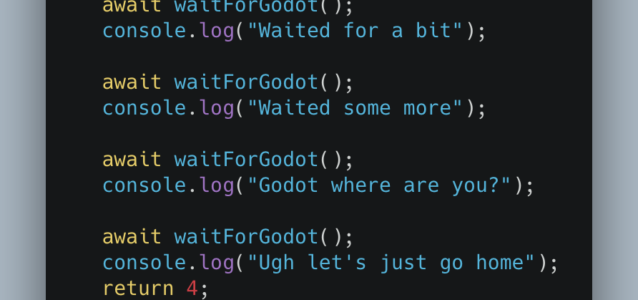 await waitForGodot();
console.log("Waited for a bit");
await waitForGodot();
console.log("Waited some more");
await waitForGodot();
console.log("Godot where are you?");
await waitForGodot();
console.log("Ugh let's just go home");
return 4;